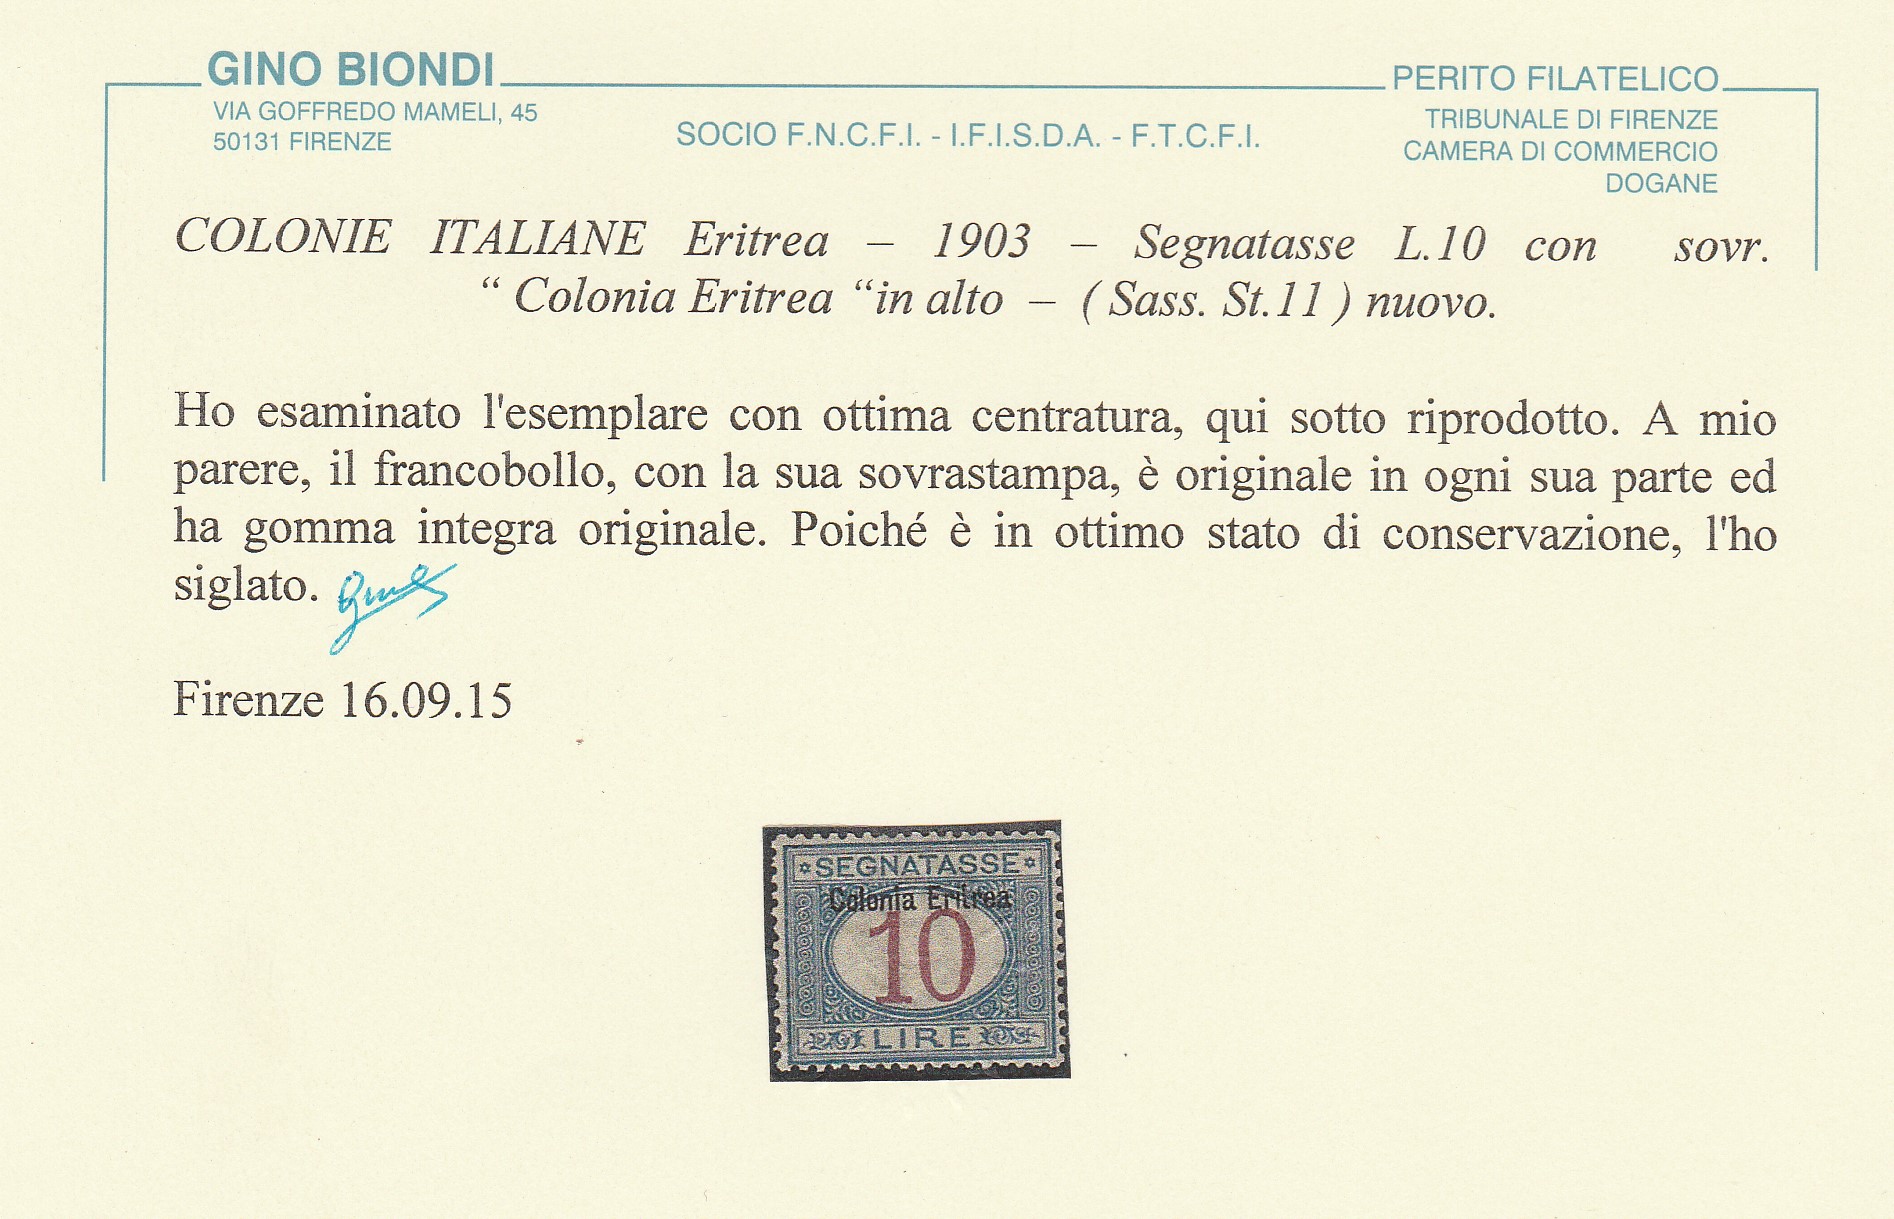 GINO BIONDI
VIA GOFFREDO MAMELI, 45
50131 FIRENZE
SOCIO F.N.C.F.I. - I.F.I.S.D.A. - F.T.C.F.I.
PERITO FILATELICO
TRIBUNALE DI FIRENZE
CAMERA DI COMMERCIO
DOGANE
COLONIE ITALIANE Eritrea – 1903 – Segnatasse L.10 con sovr.
“ Colonia Eritrea “in alto – ( Sass. St.11 ) nuovo.
Ho esaminato l'esemplare con ottima centratura, qui sotto riprodotto. A mio
parere, il francobollo, con la sua sovrastampa, è originale in ogni sua parte ed
ha gomma integra originale. Poiché è in ottimo stato di conservazione, l'ho
siglato.
Firenze 16.09.15
SEGNATASSE
Colonia Eritrea
10
LIRE